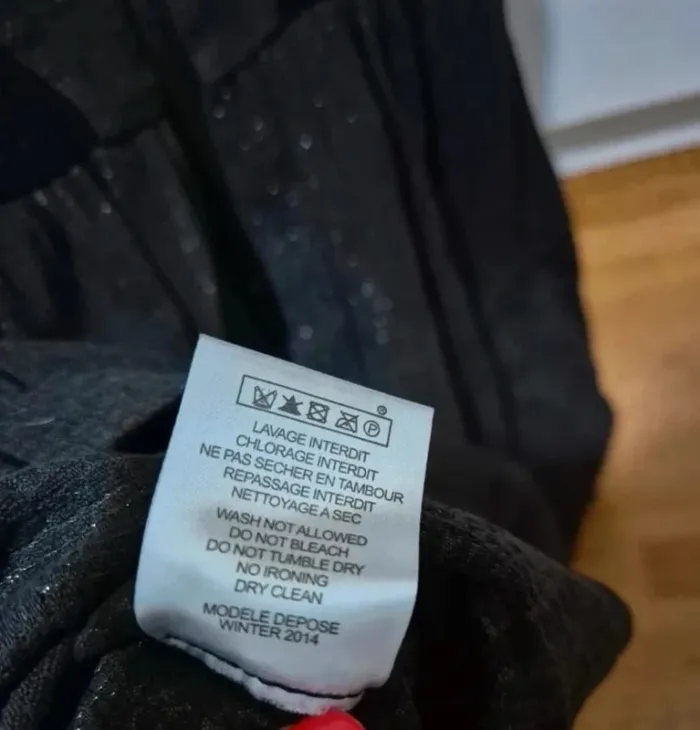 LAVAGE INTERDIT
CHLORAGE INTERDIT
NE PAS SECHER EN TAMBOUR
REPASSAGE INTERDIT
NETTOYAGE A SEC
WASH NOT ALLOWED
DO NOT BLEACH
DO NOT TUMBLE DRY
NO IRONING
DRY CLEAN
MODELE DEPOSE
WINTER 2014